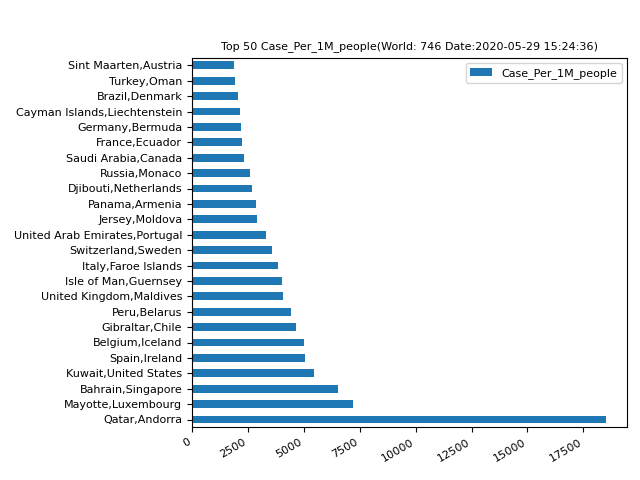 Top 50 Case_Per_1M_people(World: 746 Date:2020-05-29 15:24:36)
Case_Per_1M_people
Sint Maarten,Austria
Turkey,Oman
Brazil,Denmark
Cayman Islands,Liechtenstein
Germany,Bermuda
France,Ecuador
Saudi Arabia,Canada
Russia,Monaco
Djibouti,Netherlands
Panama,Armenia
Jersey,Moldova
United Arab Emirates,Portugal
Switzerland,Sweden
Italy,Faroe Islands
Isle of Man,Guernsey
United Kingdom,Maldives
Peru,Belarus
Gibraltar,Chile
Belgium,Iceland
Spain,Ireland
Kuwait,United States
Bahrain,Singapore
Mayotte,Luxembourg
Qatar,Andorra
0 2500 5000 7500 10000 12500 15000 17500